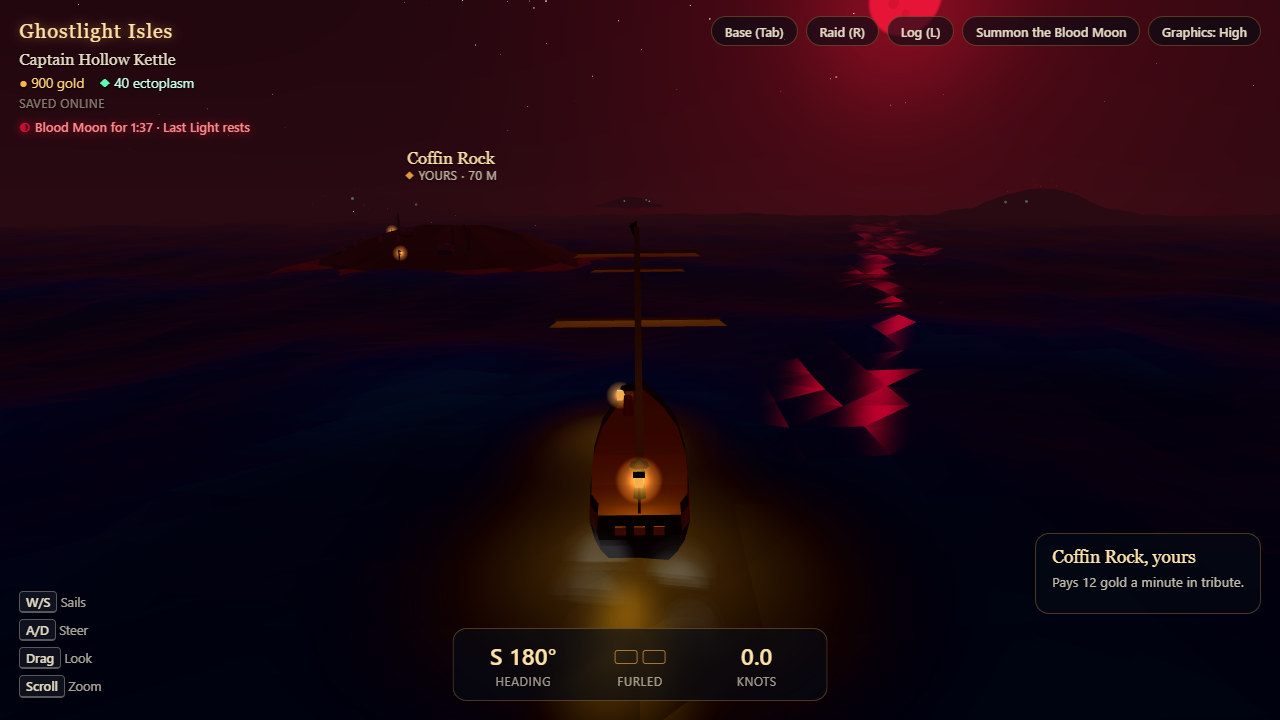 Ghostlight Isles
Captain Hollow Kettle
900 gold 40 ectoplasm
SAVED ONLINE
Blood Moon for 1:37 · Last Light rests
Base (Tab) Raid (R) Log (L) Summon the Blood Moon Graphics: High
Coffin Rock
YOURS · 70 M
Coffin Rock, yours
Pays 12 gold a minute in tribute.
W/S Sails
A/D Steer
Drag Look
Scroll Zoom
S 180° 0.0
HEADING FURLED KNOTS